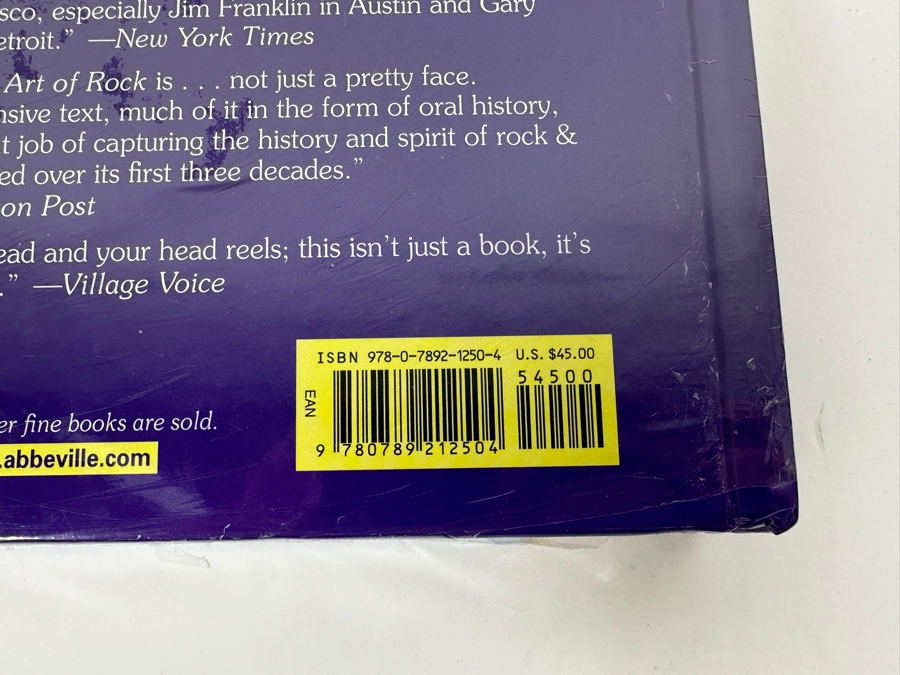 sco, especially Jim Franklin in Austin and Gary
etroit.” —New York Times
Art of Rock is . . . not just a pretty face.
nsive text, much of it in the form of oral history,
t job of capturing the history and spirit of rock &
ed over its first three decades.”
on Post
ead and your head reels; this isn't just a book, it's
.” —Village Voice
ISBN 978-0-7892-1250-4 U.S. $45.00
54500
EAN
9 780789 212504
er fine books are sold.
.abbeville.com